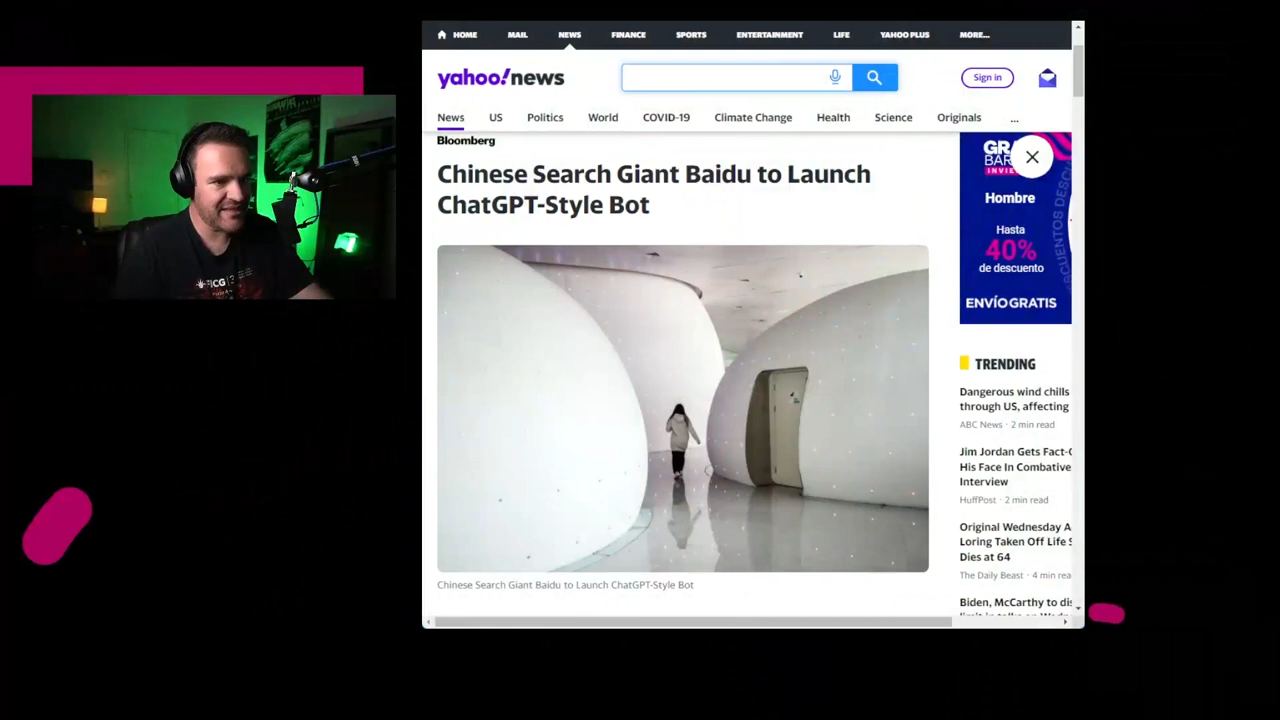 HOME MAIL NEWS FINANCE SPORTS ENTERTAINMENT LIFE YAHOO PLUS MORE...
yahoo!news
Sign in
News US Politics World COVID-19 Climate Change Health Science Originals ...
Bloomberg
Chinese Search Giant Baidu to Launch
ChatGPT-Style Bot
Chinese Search Giant Baidu to Launch ChatGPT-Style Bot
Hombre
Hasta
40%
de descuento
ENVÍO GRATIS
TRENDING
Dangerous wind chills
through US, affecting
ABC News · 2 min read
Jim Jordan Gets Fact-
His Face In Combative
Interview
HuffPost · 2 min read
Original Wednesday A
Loring Taken Off Life
Dies at 64
The Daily Beast · 4 min rea
Biden, McCarthy to dis